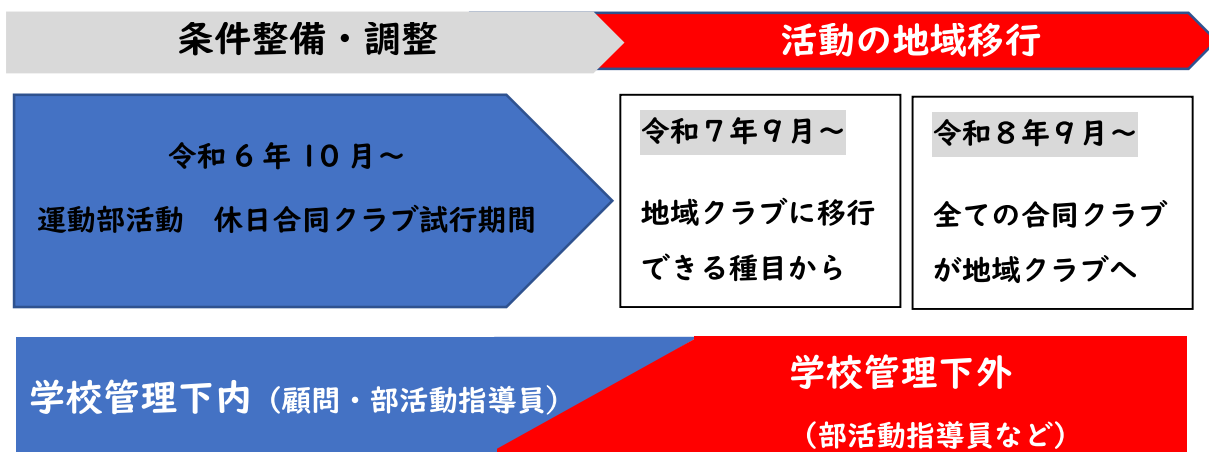 条件整備・調整
活動の地域移行
令和６年10月～
運動部活動　休日合同クラブ試行期間
令和７年９月～
地域クラブに移行
できる種目から
令和８年９月～
全ての合同クラブ
が地域クラブへ
学校管理下内（顧問・部活動指導員）
学校管理下外
（部活動指導員など）